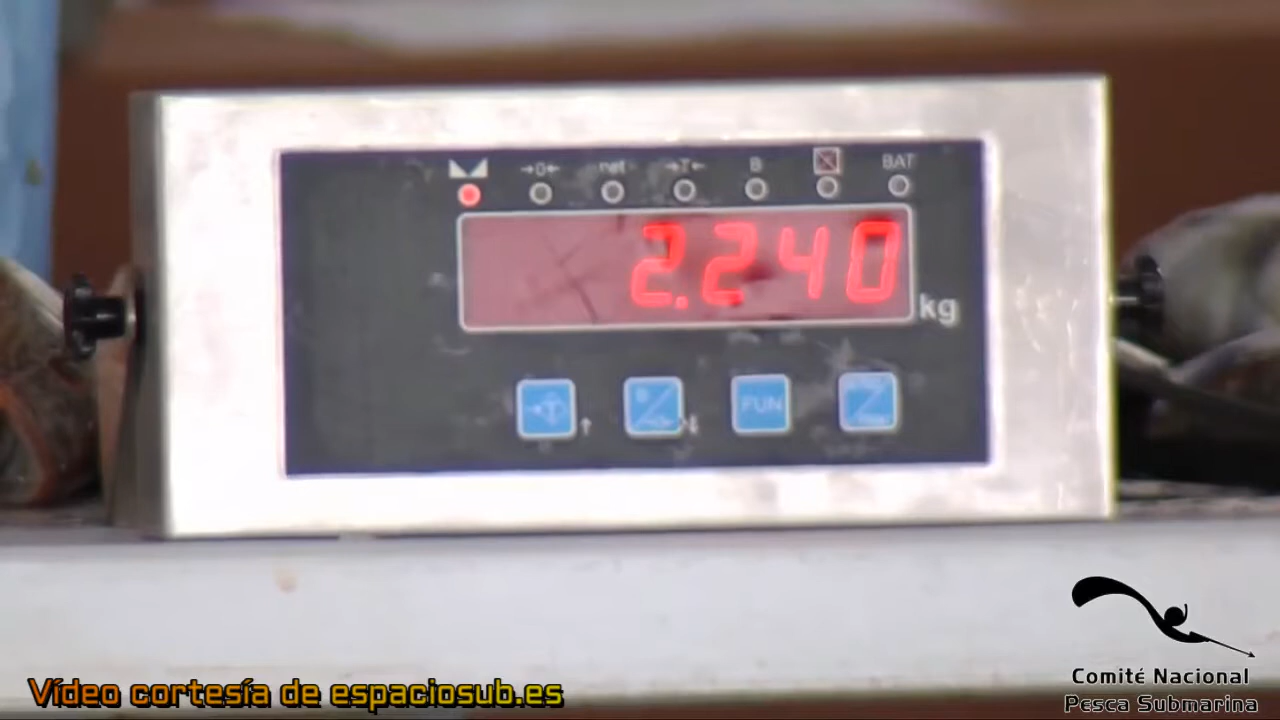 →0← net →T← B BAT
2.240
kg
FUN
Vídeo cortesía de espaciosub.es
Comité Nacional
Pesca Submarina